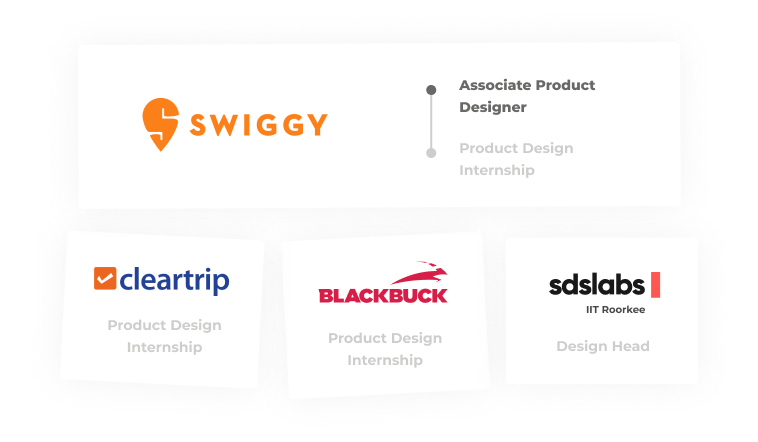 SWIGGY
Associate Product
Designer
Product Design
Internship
cleartrip
Product Design
Internship
BLACKBUCK
Product Design
Internship
sdslabs
IIT Roorkee
Design Head